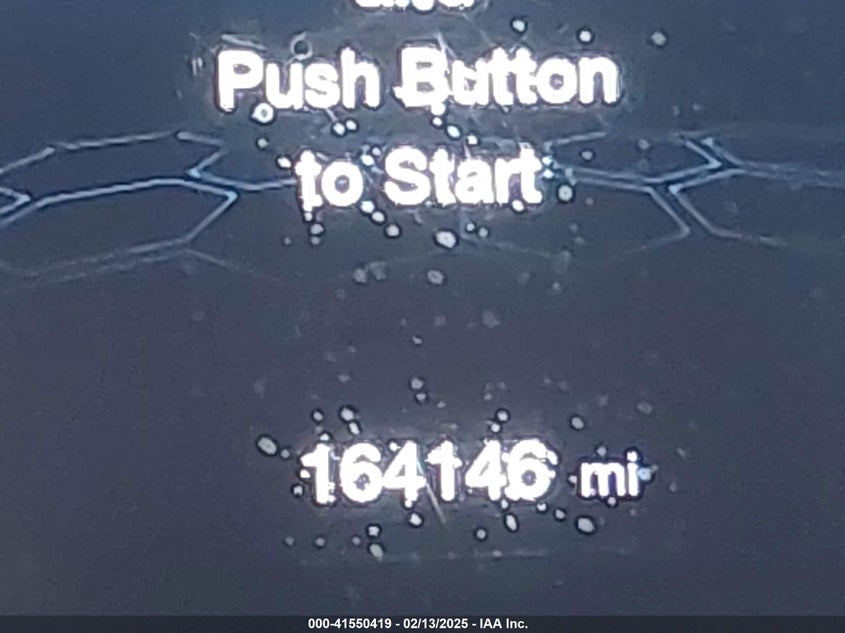 Push Button
to Start
164146 mi
000-41550419 - 02/13/2025 - IAA Inc.